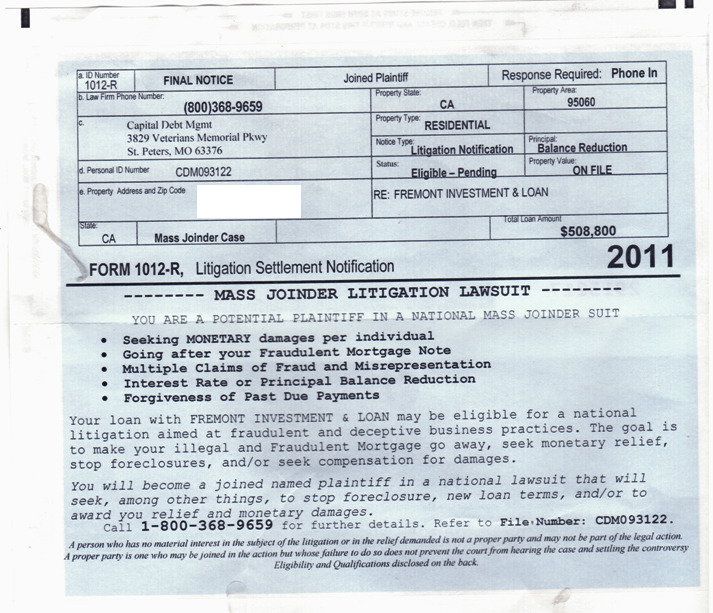 a. ID Number
1012-R
FINAL NOTICE
Joined Plaintiff
Response Required: Phone In
b. Law Firm Phone Number:
(800)368-9659
Property State:
CA
Property Area:
95060
c.
Capital Debt Mgmt
3829 Veterians Memorial Pkwy
St. Peters, MO 63376
Property Type:
RESIDENTIAL
Notice Type:
Litigation Notification
Principal:
Balance Reduction
d. Personal ID Number
CDM093122
Status:
Eligible – Pending
Property Value:
ON FILE
e. Property Address and Zip Code
RE: FREMONT INVESTMENT & LOAN
State:
CA
Mass Joinder Case
Total Loan Amount
$508,800
FORM 1012-R, Litigation Settlement Notification
2011
-------- MASS JOINDER LITIGATION LAWSUIT --------
YOU ARE A POTENTIAL PLAINTIFF IN A NATIONAL MASS JOINDER SUIT
• Seeking MONETARY damages per individual
• Going after your Fraudulent Mortgage Note
• Multiple Claims of Fraud and Misrepresentation
• Interest Rate or Principal Balance Reduction
• Forgiveness of Past Due Payments
Your loan with FREMONT INVESTMENT & LOAN may be eligible for a national
litigation aimed at fraudulent and deceptive business practices. The goal is
to make your illegal and Fraudulent Mortgage go away, seek monetary relief,
stop foreclosures, and/or seek compensation for damages.
You will become a joined named plaintiff in a national lawsuit that will
seek, among other things, to stop foreclosure, new loan terms, and/or to
award you relief and monetary damages.
Call 1-800-368-9659 for further details. Refer to File Number: CDM093122.
A person who has no material interest in the subject of the litigation or in the relief demanded is not a proper party and may not be part of the legal action.
A proper party is one who may be joined in the action but whose failure to do so does not prevent the court from hearing the case and settling the controversy
Eligibility and Qualifications disclosed on the back.